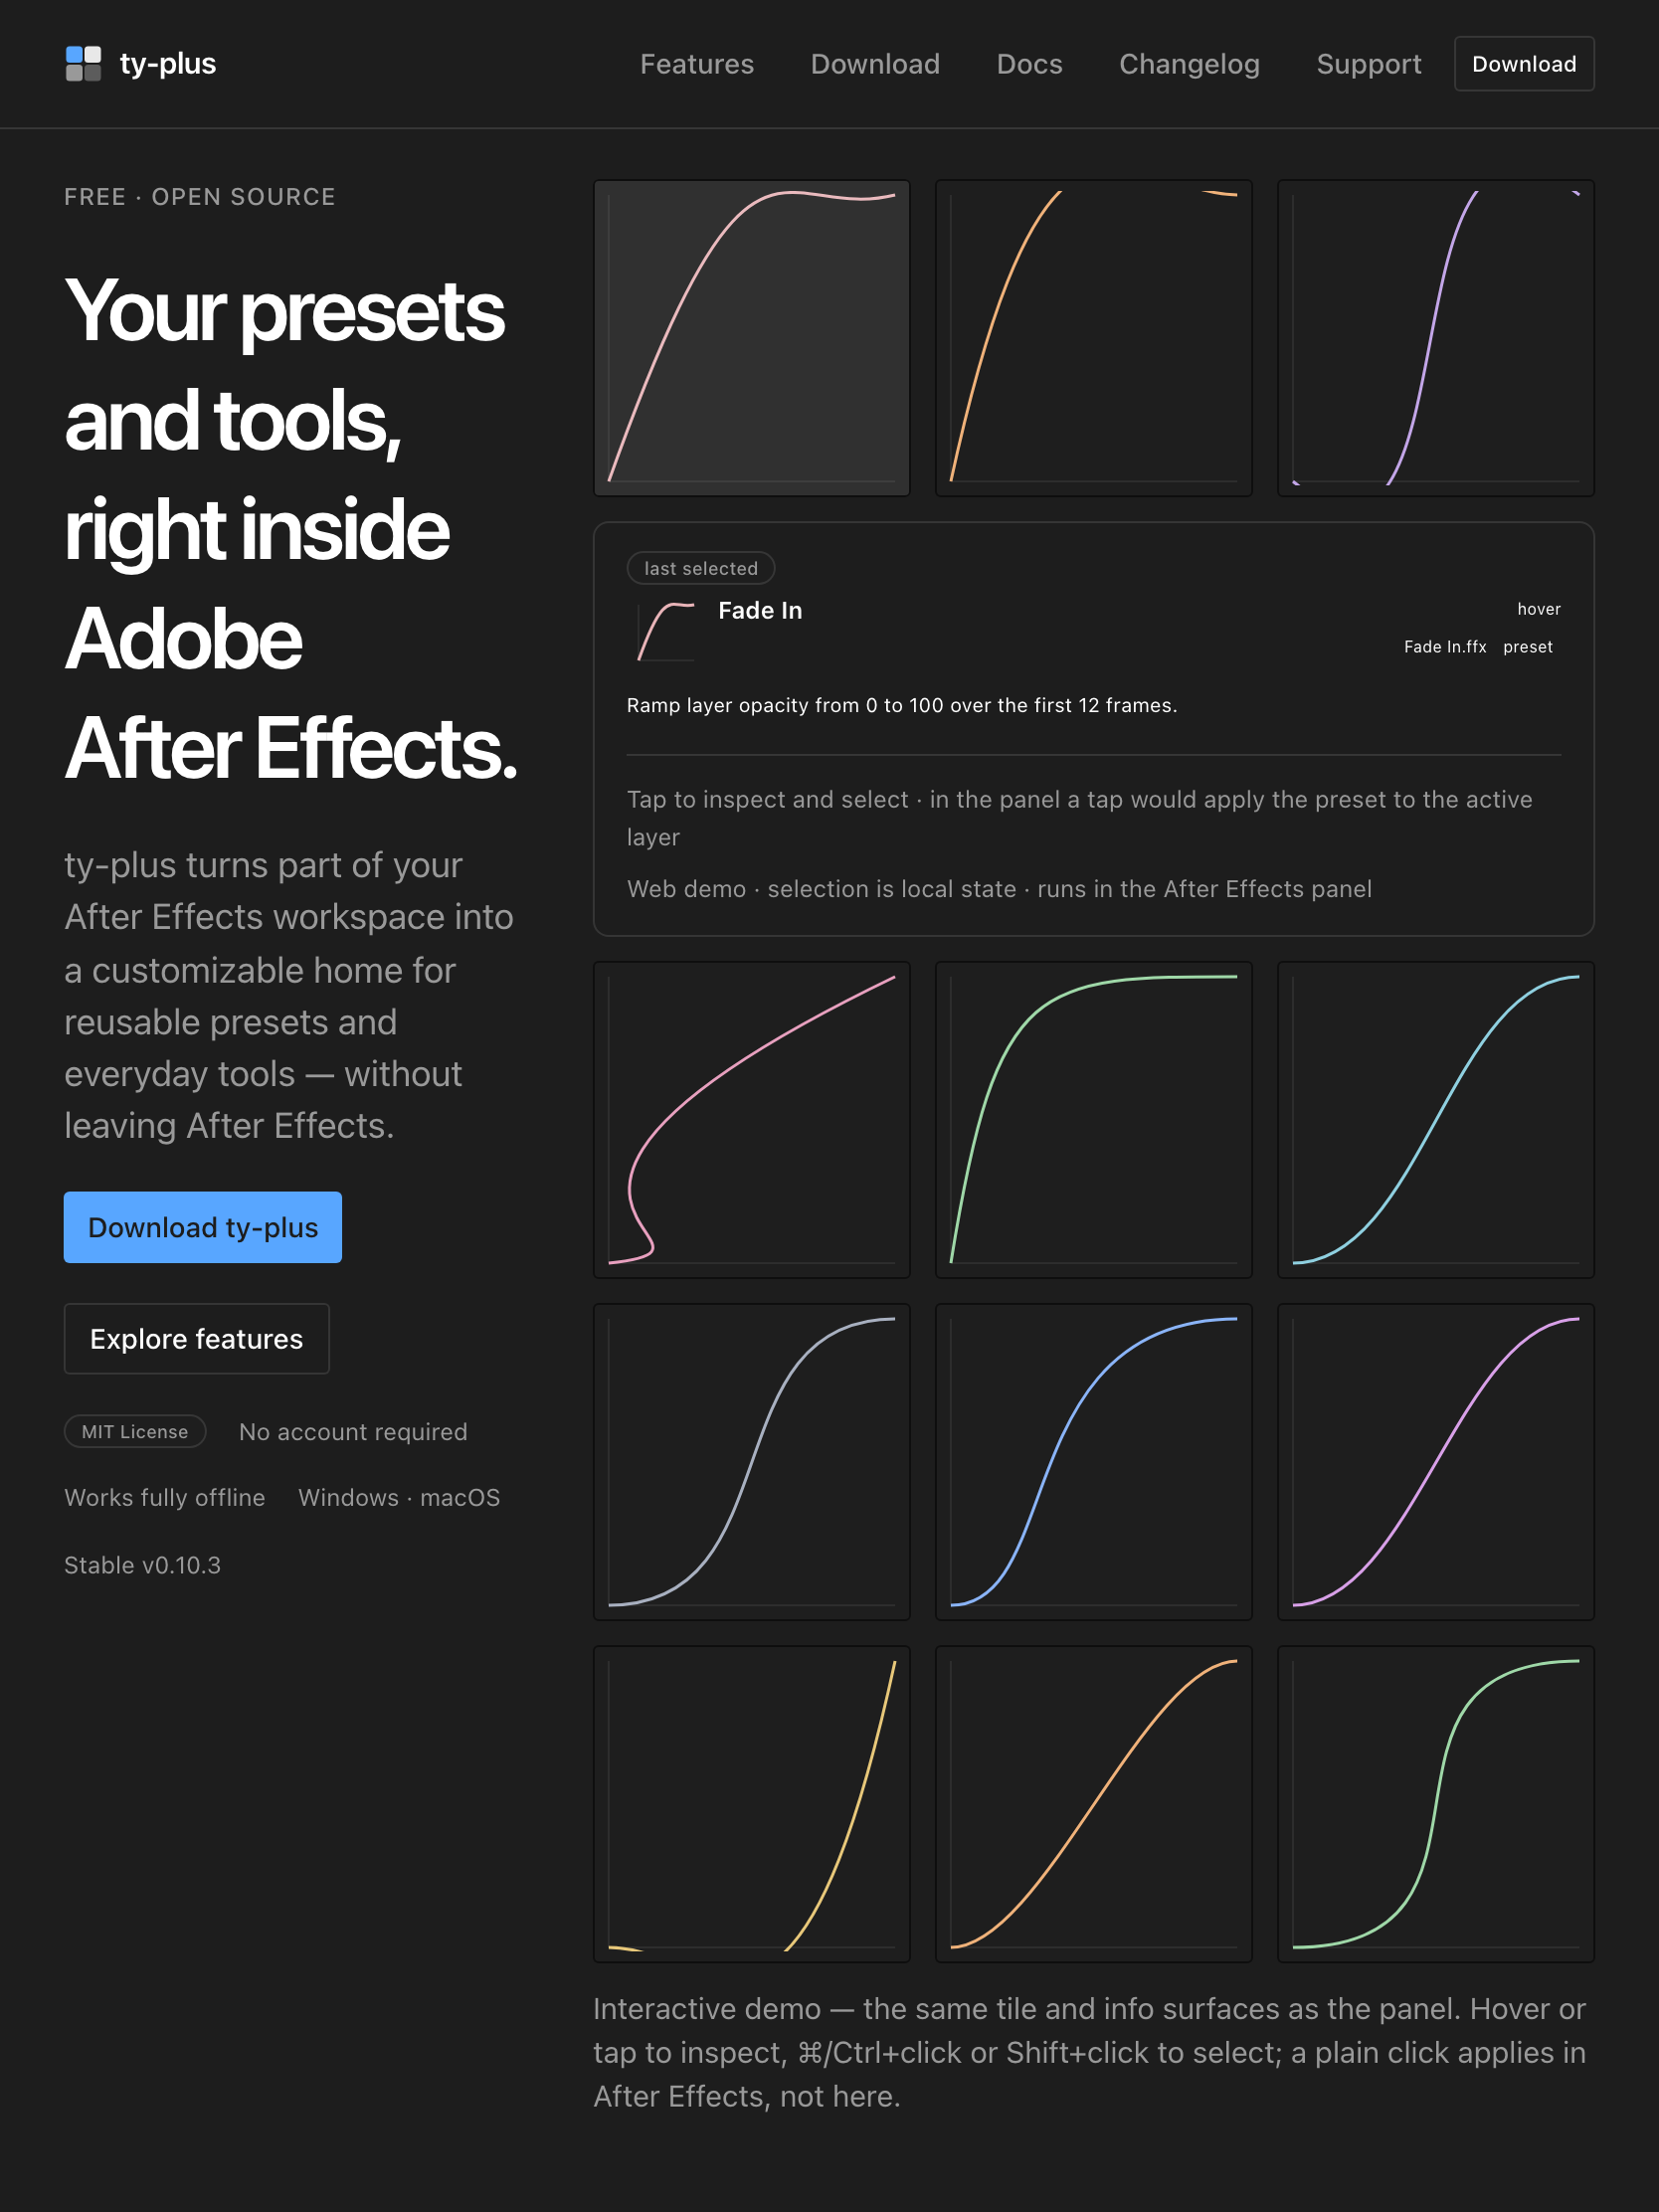 ty-plus
Features
Download
Docs
Changelog
Support
Download
FREE · OPEN SOURCE
Your presets
and tools,
right inside
Adobe
After Effects.
ty-plus turns part of your
After Effects workspace into
a customizable home for
reusable presets and
everyday tools — without
leaving After Effects.
Download ty-plus
Explore features
MIT License
No account required
Works fully offline
Windows · macOS
Stable v0.10.3
last selected
Fade In
hover
Fade In.ffx preset
Ramp layer opacity from 0 to 100 over the first 12 frames.
Tap to inspect and select · in the panel a tap would apply the preset to the active
layer
Web demo · selection is local state · runs in the After Effects panel
Interactive demo — the same tile and info surfaces as the panel. Hover or
tap to inspect, ⌘/Ctrl+click or Shift+click to select; a plain click applies in
After Effects, not here.